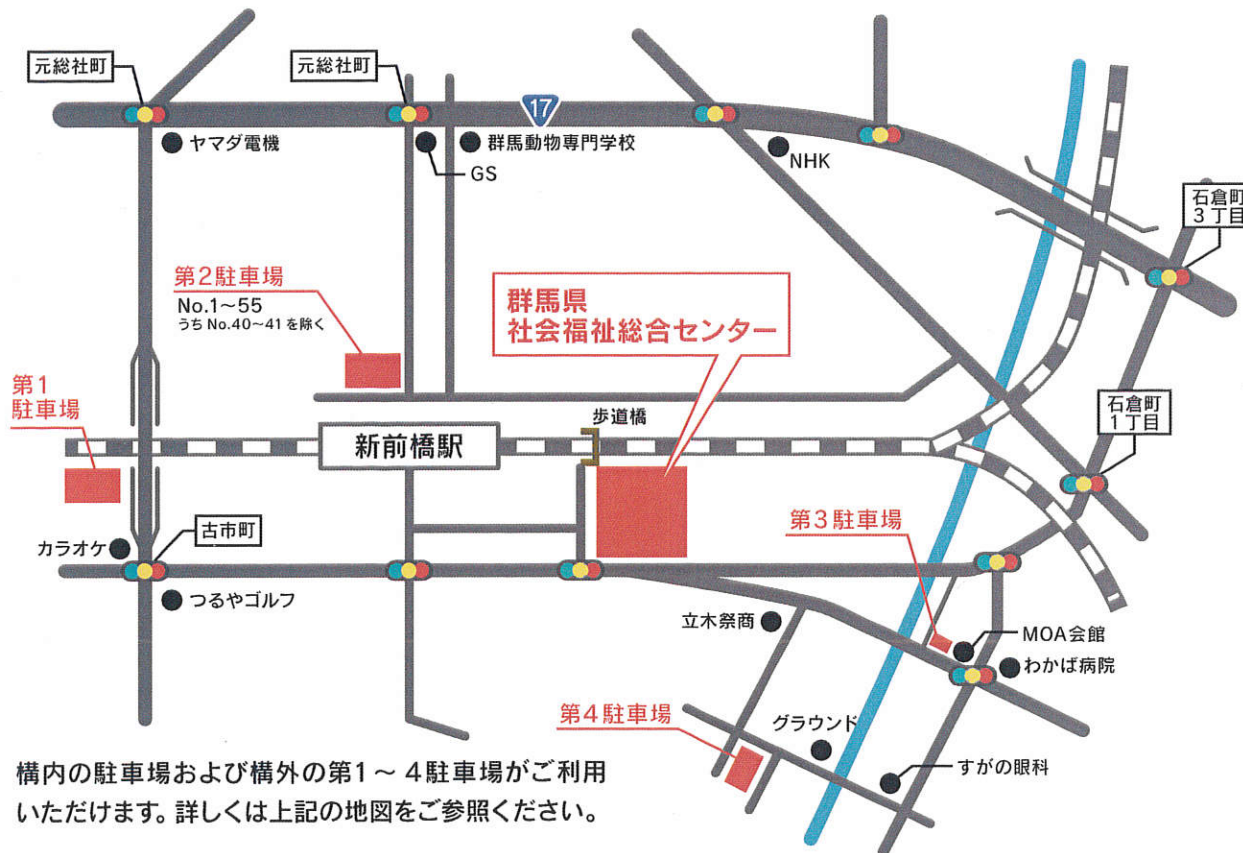 元総社町
元総社町
17
ヤマダ電機
群馬動物専門学校
GS
NHK
石倉町
3丁目
第2駐車場
No.1～55
うち No.40～41 を除く
群馬県
社会福祉総合センター
第1
駐車場
歩道橋
石倉町
1丁目
新前橋駅
第3駐車場
古市町
カラオケ
つるやゴルフ
立木祭商
MOA会館
わかば病院
第4駐車場
グラウンド
すがの眼科
構内の駐車場および構外の第1～4駐車場がご利用
いただけます。詳しくは上記の地図をご参照ください。